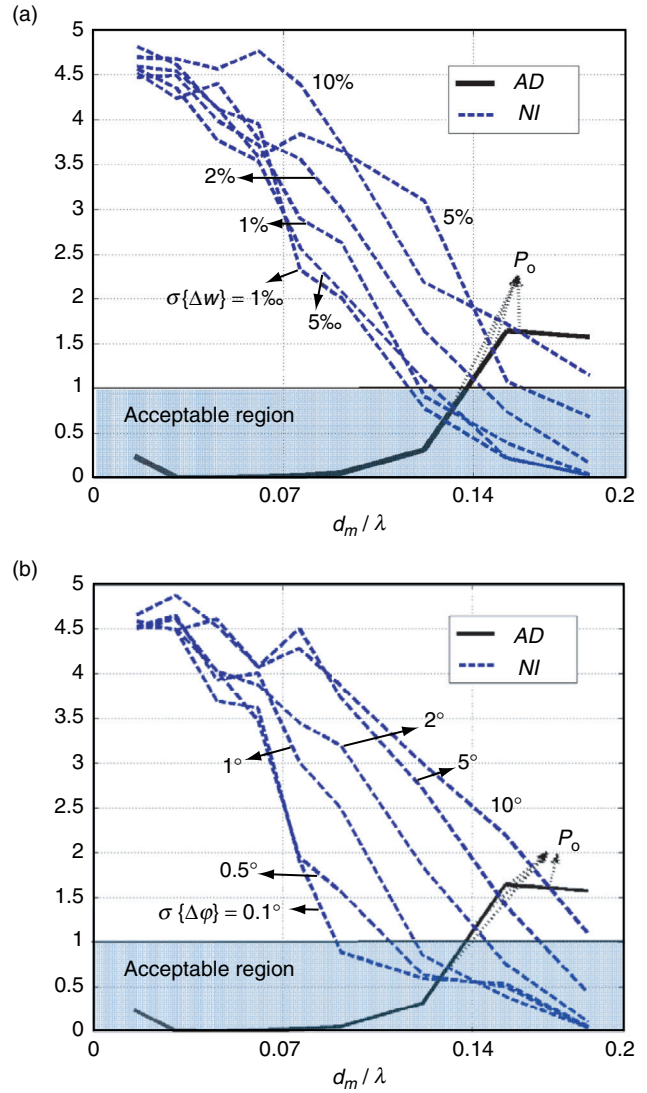 (a)
5
4.5
4
3.5
3
2.5
2
1.5
1
0.5
0
10%
AD
NI
2%
5%
1%
Po
σ{Δw} = 1‰
5‰
Acceptable region
0
0.07
0.14
0.2
dm / λ
(b)
5
4.5
4
3.5
3
2.5
2
1.5
1
0.5
0
AD
NI
2°
1°
5°
10°
Po
0.5°
σ {Δφ} = 0.1°
Acceptable region
0
0.07
0.14
0.2
dm / λ